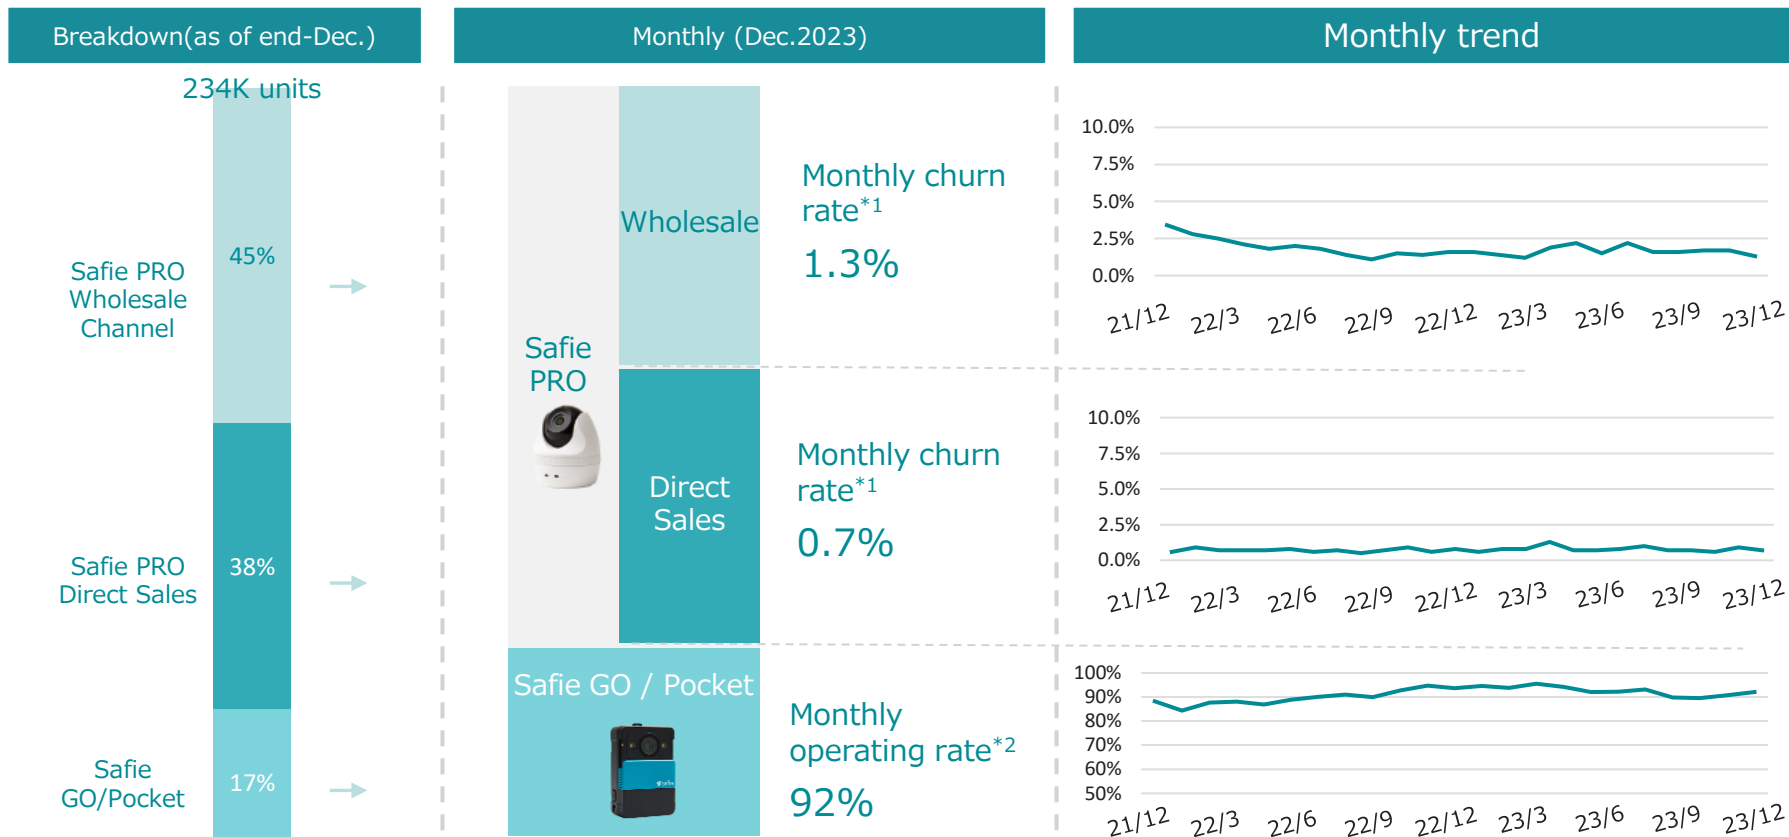 Breakdown(as of end-Dec.)
234K units
45%
Safie PRO
Wholesale
Channel
38%
Safie PRO
Direct Sales
17%
Safie
GO/Pocket
Monthly (Dec.2023)
Safie
PRO
Wholesale
Monthly churn
rate*1
1.3%
Direct
Sales
Monthly churn
rate*1
0.7%
Safie GO / Pocket
Safie
Monthly
operating rate*2
92%
Monthly trend
10.0%
7.5%
5.0%
2.5%
0.0%
21/12 22/3 22/6 22/9 22/12 23/3 23/6 23/9 23/12
10.0%
7.5%
5.0%
2.5%
0.0%
21/12 22/3 22/6 22/9 22/12 23/3 23/6 23/9 23/12
100%
90%
80%
70%
60%
50%
21/12 22/3 22/6 22/9 22/12 23/3 23/6 23/9 23/12